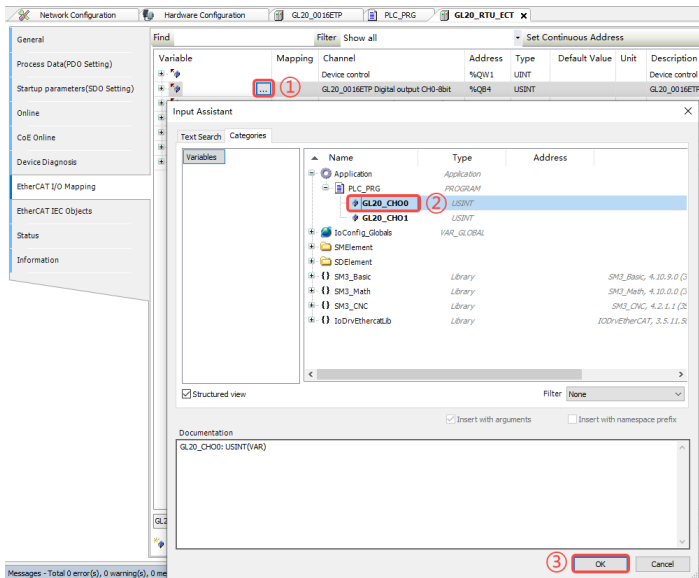 Network Configuration Hardware Configuration GL20_0016ETP PLC_PRG GL20_RTU_ECT x
General
Process Data(PDO Setting)
Startup parameters(SDO Setting)
Online
CoE Online
Device Diagnosis
EtherCAT I/O Mapping
EtherCAT IEC Objects
Status
Information
Find Filter Show all Set Continuous Address
Variable Mapping Channel Address Type Default Value Unit Description
Device control %QW1 UINT Device control
... ① GL20_0016ETP Digital output CH0-8bit %QB4 USINT GL20_0016ETP
Input Assistant
Text Search Categories
Variables
Name Type Address
Application Application
PLC_PRG PROGRAM
GL20_CHO0 ② USINT
GL20_CHO1 USINT
IoConfig_Globals VAR_GLOBAL
SMElement
SDElement
{} SM3_Basic Library SM3_Basic, 4.10.9.0 (3
{} SM3_Math Library SM3_Math, 4.10.0.0 (3
{} SM3_CNC Library SM3_CNC, 4.2.1.1 (3S
{} IoDrvEthercatLib Library IODrvEtherCAT, 3.5.11.50
Structured view Filter None
Insert with arguments Insert with namespace prefix
Documentation
GL20_CHO0: USINT(VAR)
GL2
③ OK Cancel
Messages - Total 0 error(s), 0 warning(s), 0 me